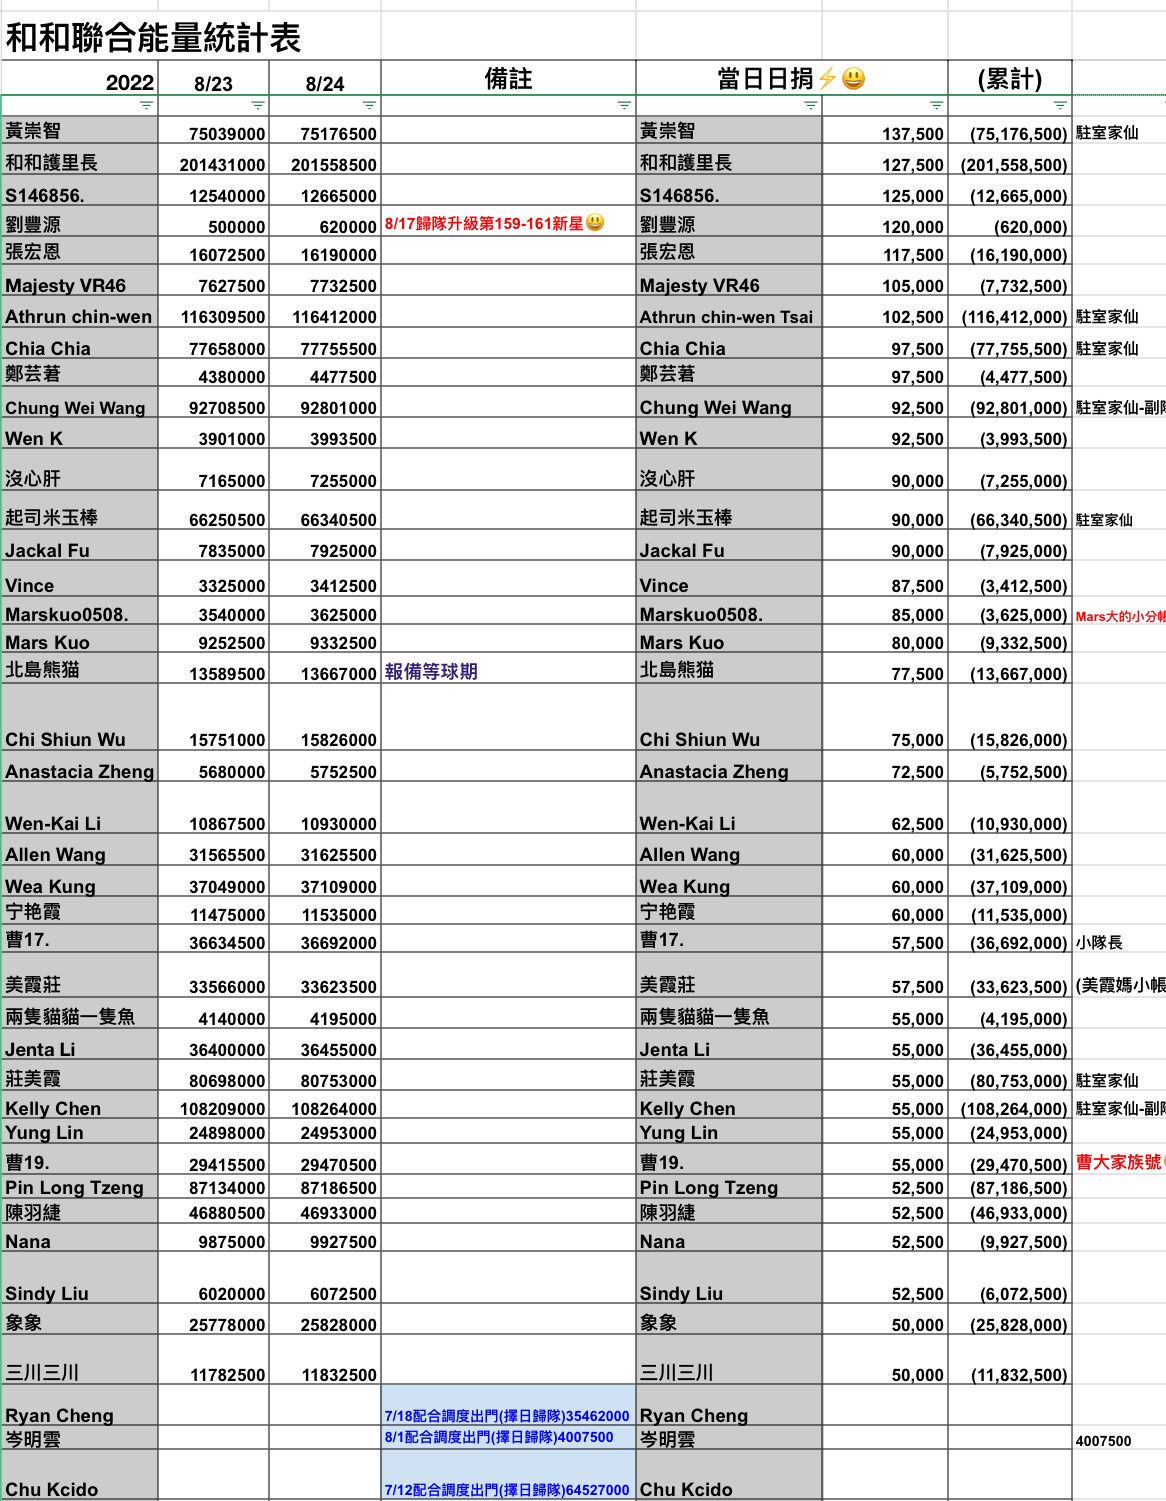 和和聯合能量統計表
2022 8/23 8/24 備註 當日日捐⚡😃 (累計)
黃崇智 75039000 75176500 黃崇智 137,500 (75,176,500) 駐室家仙
和和護里長 201431000 201558500 和和護里長 127,500 (201,558,500)
S146856. 12540000 12665000 S146856. 125,000 (12,665,000)
劉豐源 500000 620000 8/17歸隊升級第159-161新星😃 劉豐源 120,000 (620,000)
張宏恩 16072500 16190000 張宏恩 117,500 (16,190,000)
Majesty VR46 7627500 7732500 Majesty VR46 105,000 (7,732,500)
Athrun chin-wen 116309500 116412000 Athrun chin-wen Tsai 102,500 (116,412,000) 駐室家仙
Chia Chia 77658000 77755500 Chia Chia 97,500 (77,755,500) 駐室家仙
鄭芸莙 4380000 4477500 鄭芸莙 97,500 (4,477,500)
Chung Wei Wang 92708500 92801000 Chung Wei Wang 92,500 (92,801,000) 駐室家仙-副
Wen K 3901000 3993500 Wen K 92,500 (3,993,500)
沒心肝 7165000 7255000 沒心肝 90,000 (7,255,000)
起司米玉棒 66250500 66340500 起司米玉棒 90,000 (66,340,500) 駐室家仙
Jackal Fu 7835000 7925000 Jackal Fu 90,000 (7,925,000)
Vince 3325000 3412500 Vince 87,500 (3,412,500)
Marskuo0508. 3540000 3625000 Marskuo0508. 85,000 (3,625,000) Mars大的小分
Mars Kuo 9252500 9332500 Mars Kuo 80,000 (9,332,500)
北島熊猫 13589500 13667000 報備等球期 北島熊猫 77,500 (13,667,000)
Chi Shiun Wu 15751000 15826000 Chi Shiun Wu 75,000 (15,826,000)
Anastacia Zheng 5680000 5752500 Anastacia Zheng 72,500 (5,752,500)
Wen-Kai Li 10867500 10930000 Wen-Kai Li 62,500 (10,930,000)
Allen Wang 31565500 31625500 Allen Wang 60,000 (31,625,500)
Wea Kung 37049000 37109000 Wea Kung 60,000 (37,109,000)
宁艳霞 11475000 11535000 宁艳霞 60,000 (11,535,000)
曹17. 36634500 36692000 曹17. 57,500 (36,692,000) 小隊長
美霞莊 33566000 33623500 美霞莊 57,500 (33,623,500) (美霞媽小帳
兩隻貓貓一隻魚 4140000 4195000 兩隻貓貓一隻魚 55,000 (4,195,000)
Jenta Li 36400000 36455000 Jenta Li 55,000 (36,455,000)
莊美霞 80698000 80753000 莊美霞 55,000 (80,753,000) 駐室家仙
Kelly Chen 108209000 108264000 Kelly Chen 55,000 (108,264,000) 駐室家仙-副
Yung Lin 24898000 24953000 Yung Lin 55,000 (24,953,000)
曹19. 29415500 29470500 曹19. 55,000 (29,470,500) 曹大家族號
Pin Long Tzeng 87134000 87186500 Pin Long Tzeng 52,500 (87,186,500)
陳羽緁 46880500 46933000 陳羽緁 52,500 (46,933,000)
Nana 9875000 9927500 Nana 52,500 (9,927,500)
Sindy Liu 6020000 6072500 Sindy Liu 52,500 (6,072,500)
象象 25778000 25828000 象象 50,000 (25,828,000)
三川三川 11782500 11832500 三川三川 50,000 (11,832,500)
Ryan Cheng 7/18配合調度出門(擇日歸隊)35462000 Ryan Cheng
岑明雲 8/1配合調度出門(擇日歸隊)4007500 岑明雲 4007500
Chu Kcido 7/12配合調度出門(擇日歸隊)64527000 Chu Kcido